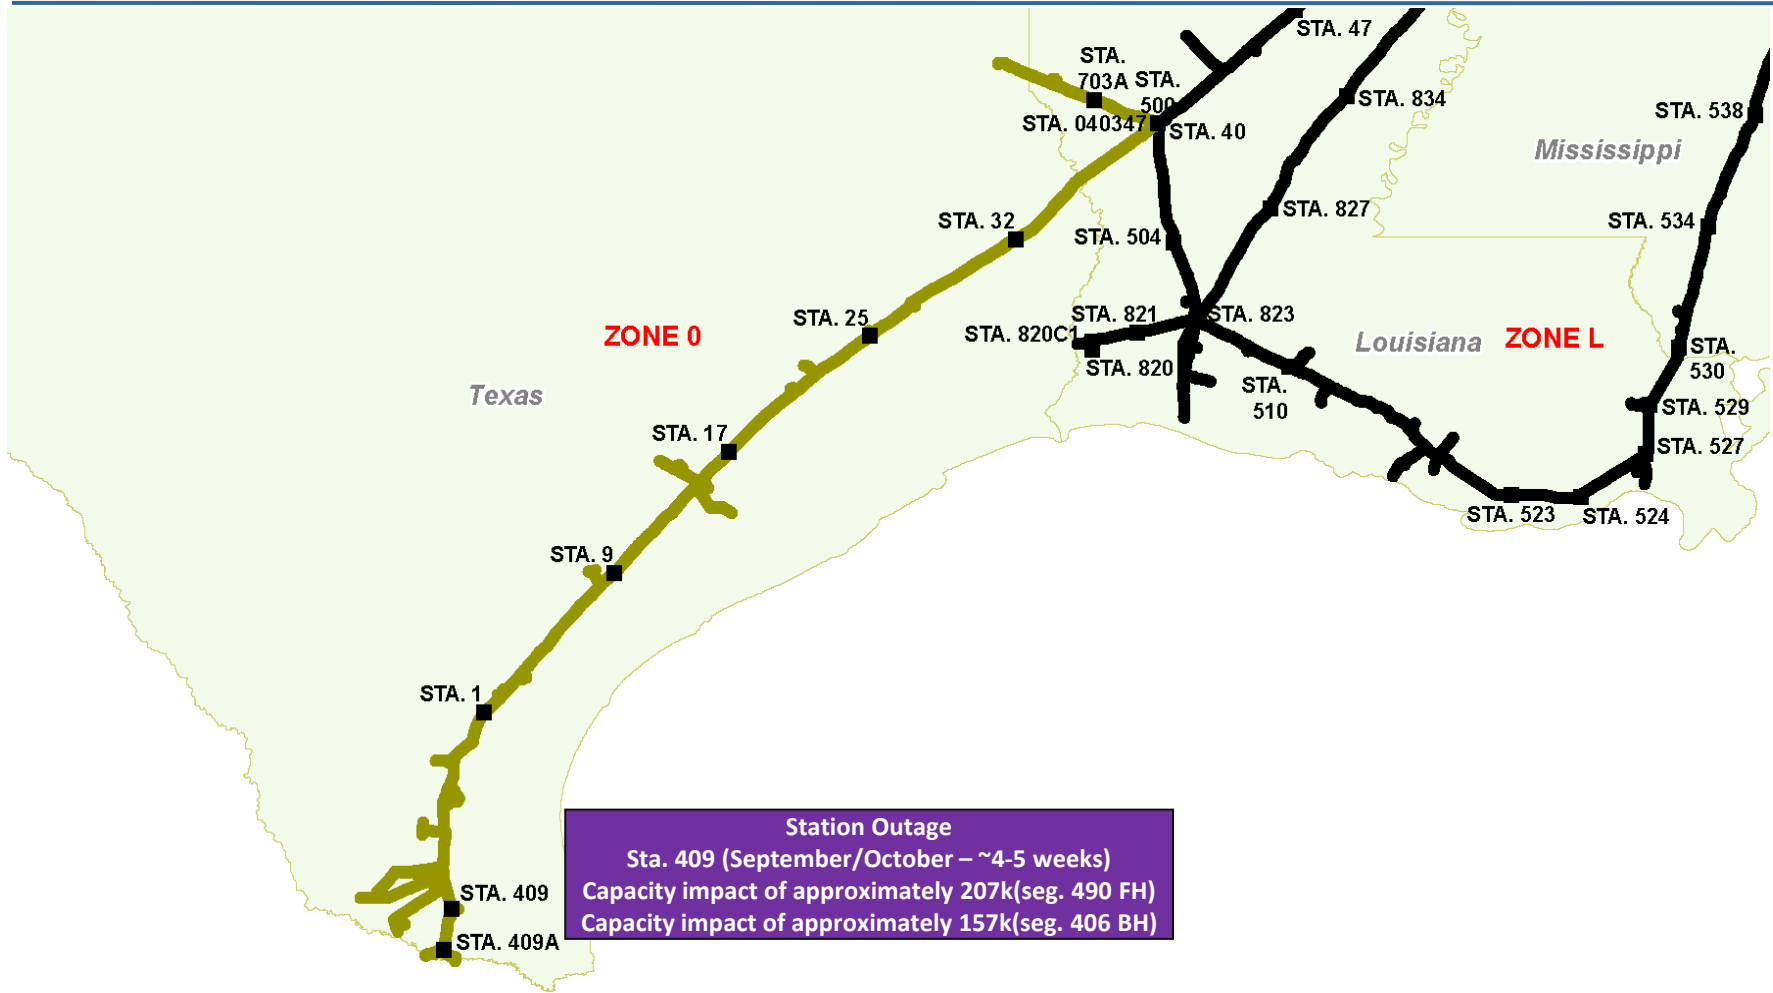 STA. 47
STA.
703A
STA.
500
STA. 040347
STA. 40
STA. 834
STA. 538
Mississippi
STA. 827
STA. 534
STA. 32
STA. 504
STA. 25
STA. 821
STA. 823
STA. 820C1
STA. 820
ZONE 0
Louisiana
ZONE L
STA.
530
Texas
STA.
510
STA. 529
STA. 17
STA. 527
STA. 523
STA. 524
STA. 9
STA. 1
Station Outage
Sta. 409 (September/October – ~4-5 weeks)
Capacity impact of approximately 207k(seg. 490 FH)
Capacity impact of approximately 157k(seg. 406 BH)
STA. 409
STA. 409A